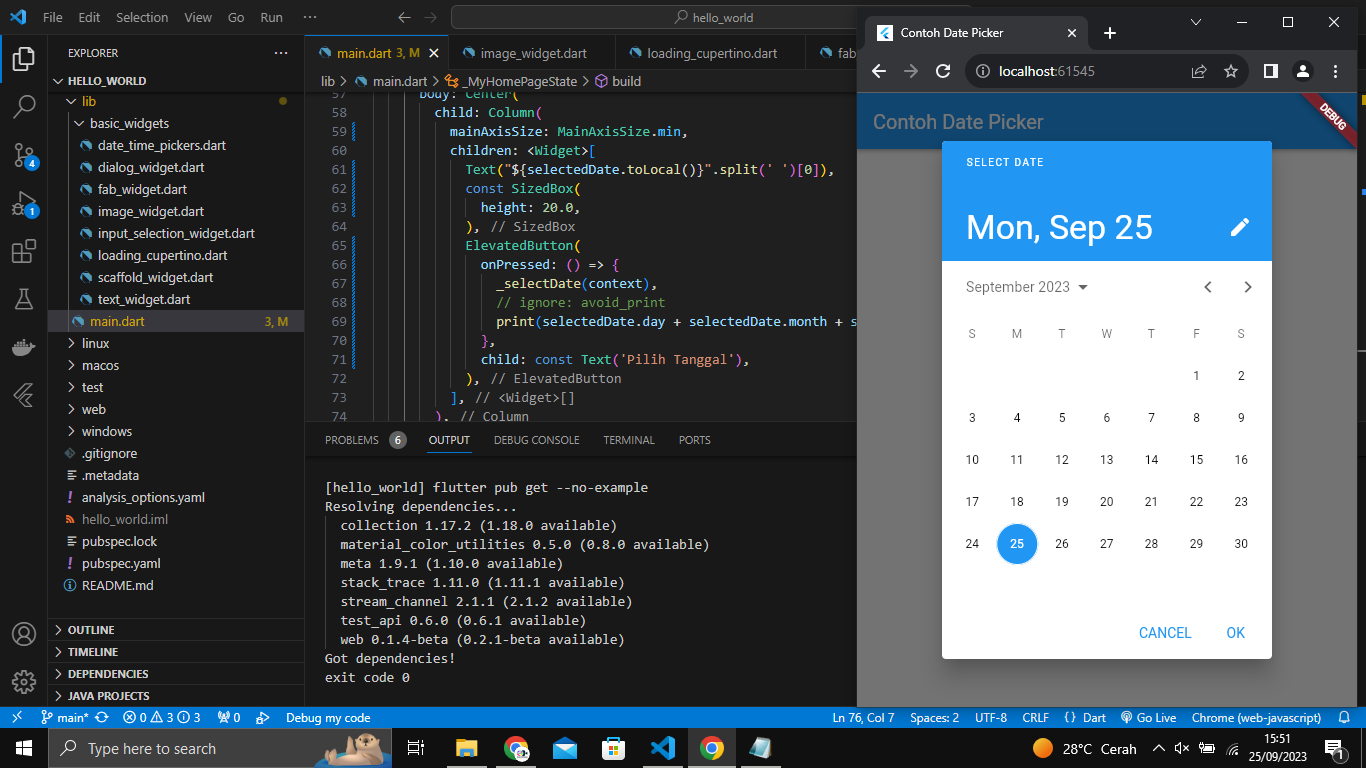 File Edit Selection View Go Run ··· hello_world
EXPLORER ···
HELLO_WORLD
lib
basic_widgets
date_time_pickers.dart
dialog_widget.dart
fab_widget.dart
image_widget.dart
input_selection_widget.dart
loading_cupertino.dart
scaffold_widget.dart
text_widget.dart
main.dart 3, M
linux
macos
test
web
windows
.gitignore
.metadata
analysis_options.yaml
hello_world.iml
pubspec.lock
pubspec.yaml
README.md
OUTLINE
TIMELINE
DEPENDENCIES
JAVA PROJECTS
4
1
main.dart 3, M image_widget.dart loading_cupertino.dart fab
lib > main.dart > _MyHomePageState > build
57 body: Center(
58 child: Column(
59 mainAxisSize: MainAxisSize.min,
60 children: <Widget>[
61 Text("${selectedDate.toLocal()}".split(' ')[0]),
62 const SizedBox(
63 height: 20.0,
64 ), // SizedBox
65 ElevatedButton(
66 onPressed: () => {
67 _selectDate(context),
68 // ignore: avoid_print
69 print(selectedDate.day + selectedDate.month + s
70 },
71 child: const Text('Pilih Tanggal'),
72 ), // ElevatedButton
73 ], // <Widget>[]
74 ), // Column
PROBLEMS 6 OUTPUT DEBUG CONSOLE TERMINAL PORTS
[hello_world] flutter pub get --no-example
Resolving dependencies...
collection 1.17.2 (1.18.0 available)
material_color_utilities 0.5.0 (0.8.0 available)
meta 1.9.1 (1.10.0 available)
stack_trace 1.11.0 (1.11.1 available)
stream_channel 2.1.1 (2.1.2 available)
test_api 0.6.0 (0.6.1 available)
web 0.1.4-beta (0.2.1-beta available)
Got dependencies!
exit code 0
Contoh Date Picker
localhost:61545
Contoh Date Picker
DEBUG
SELECT DATE
Mon, Sep 25
September 2023
S M T W T F S
1 2
3 4 5 6 7 8 9
10 11 12 13 14 15 16
17 18 19 20 21 22 23
24 25 26 27 28 29 30
CANCEL OK
main* 0 3 3 0 Debug my code Ln 76, Col 7 Spaces: 2 UTF-8 CRLF {} Dart Go Live Chrome (web-javascript)
Type here to search 28°C Cerah 15:51
25/09/2023 1